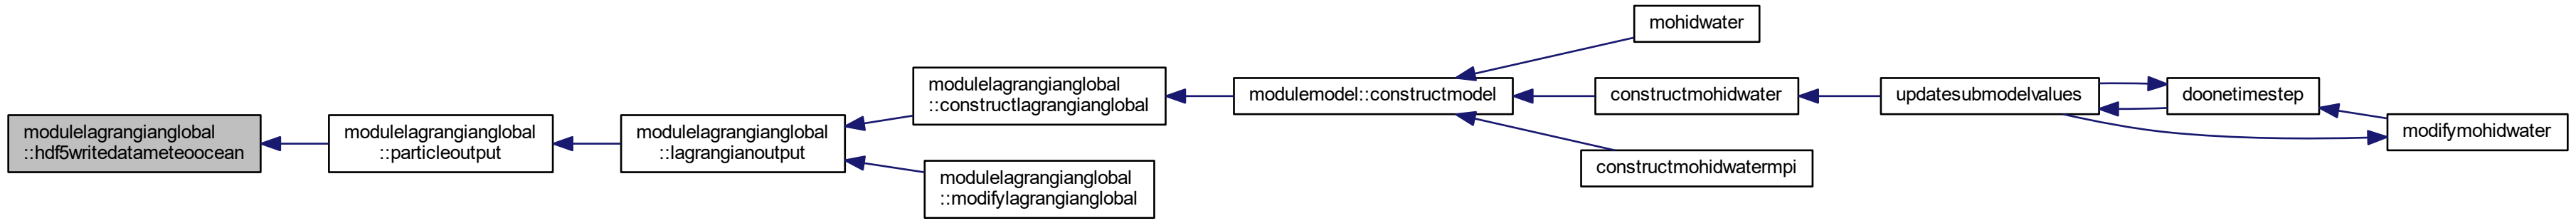 modulelagrangianglobal
::hdf5writedatameteoocean
modulelagrangianglobal
::particleoutput
modulelagrangianglobal
::lagrangianoutput
modulelagrangianglobal
::constructlagrangianglobal
modulelagrangianglobal
::modifylagrangianglobal
modulemodel::constructmodel
mohidwater
constructmohidwater
constructmohidwatermpi
updatesubmodelvalues
doonetimestep
modifymohidwater